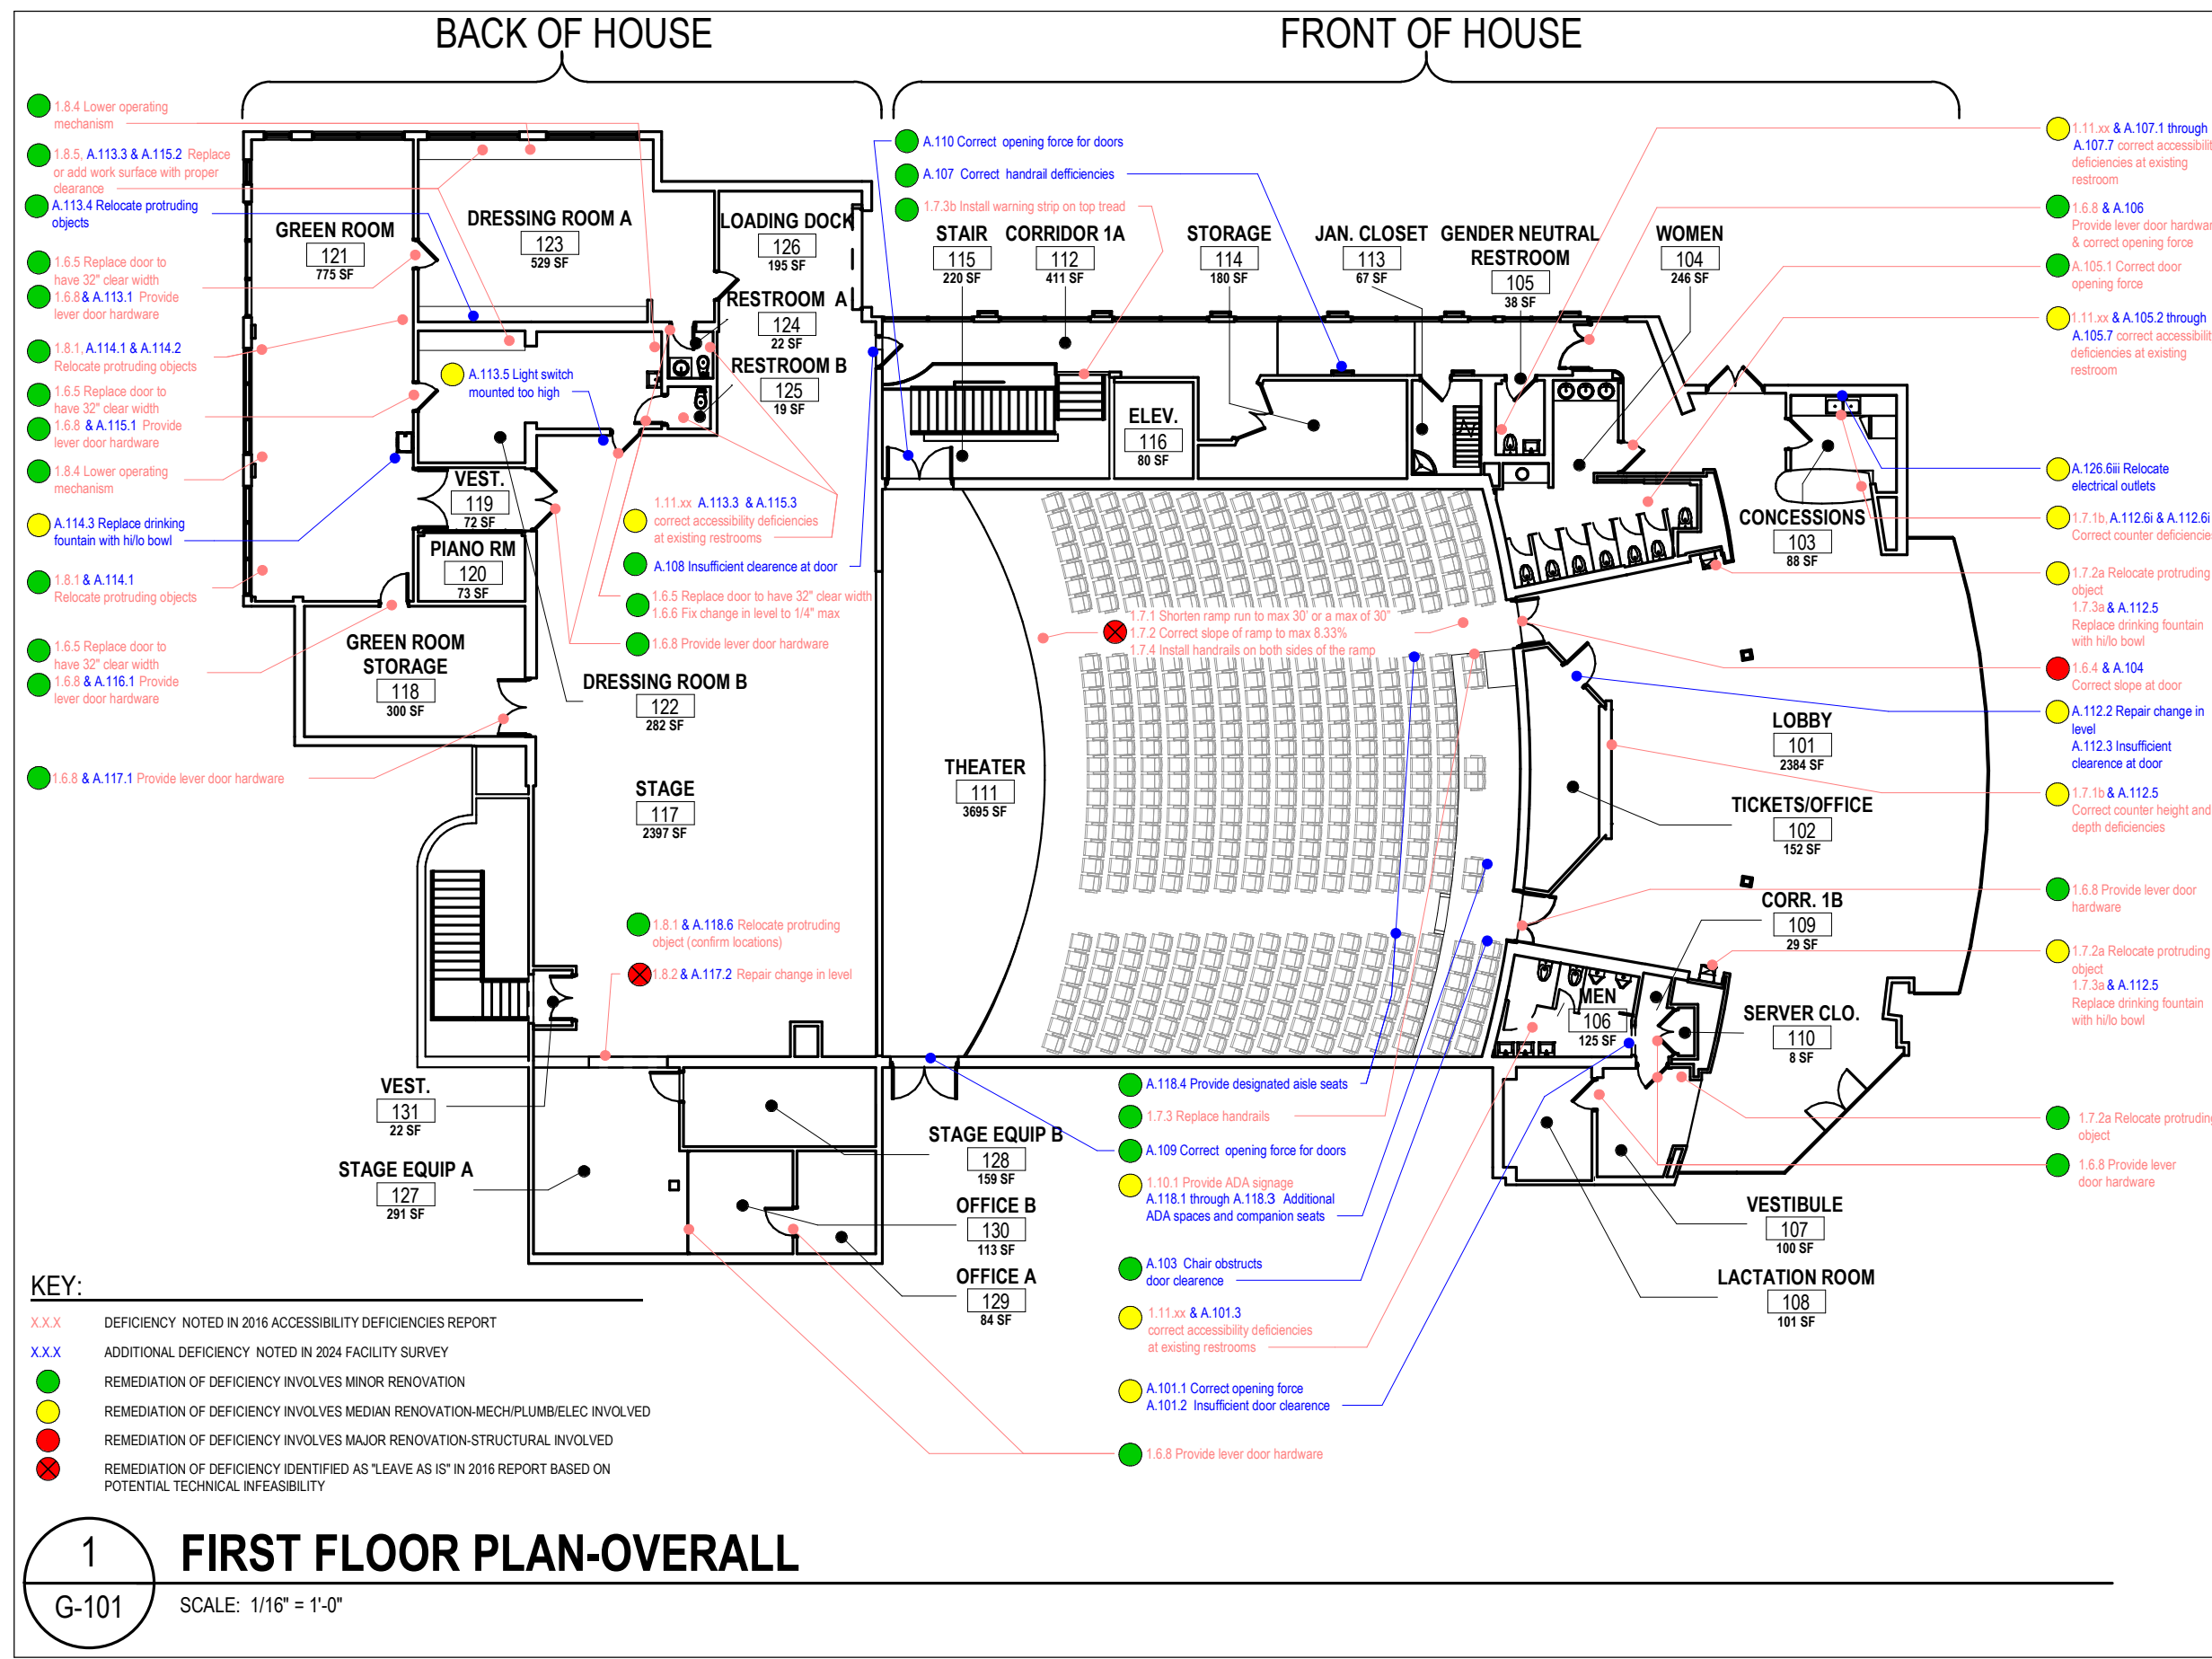 BACK OF HOUSE
FRONT OF HOUSE
1.8.4 Lower operating
mechanism
1.8.5, A.113.3 & A.115.2 Replace
or add work surface with proper
clearance
A.113.4 Relocate protruding
objects
1.6.5 Replace door to
have 32" clear width
1.6.8 & A.113.1 Provide
lever door hardware
1.8.1, A.114.1 & A.114.2
Relocate protruding objects
1.6.5 Replace door to
have 32" clear width
1.6.8 & A.115.1 Provide
lever door hardware
1.8.4 Lower operating
mechanism
A.114.3 Replace drinking
fountain with hi/lo bowl
1.8.1 & A.114.1
Relocate protruding objects
1.6.5 Replace door to
have 32" clear width
1.6.8 & A.116.1 Provide
lever door hardware
1.6.8 & A.117.1 Provide lever door hardware
GREEN ROOM
121
775 SF
DRESSING ROOM A
123
529 SF
LOADING DOCK
126
195 SF
RESTROOM A
124
22 SF
RESTROOM B
125
19 SF
A.113.5 Light switch
mounted too high
VEST.
119
72 SF
PIANO RM
120
73 SF
GREEN ROOM
STORAGE
118
300 SF
DRESSING ROOM B
122
282 SF
1.11.xx A.113.3 & A.115.3
correct accessibility deficiencies
at existing restrooms
A.108 Insufficient clearence at door
1.6.5 Replace door to have 32" clear width
1.6.6 Fix change in level to 1/4" max
1.6.8 Provide lever door hardware
STAGE
117
2397 SF
1.8.1 & A.118.6 Relocate protruding
object (confirm locations)
1.8.2 & A.117.2 Repair change in level
VEST.
131
22 SF
STAGE EQUIP A
127
291 SF
STAGE EQUIP B
128
159 SF
OFFICE B
130
113 SF
OFFICE A
129
84 SF
A.110 Correct opening force for doors
A.107 Correct handrail defficiencies
1.7.3b Install warning strip on top tread
STAIR
115
220 SF
CORRIDOR 1A
112
411 SF
STORAGE
114
180 SF
JAN. CLOSET
113
67 SF
GENDER NEUTRAL
RESTROOM
105
38 SF
WOMEN
104
246 SF
ELEV.
116
80 SF
1.7.1 Shorten ramp run to max 30' or a max of 30"
1.7.2 Correct slope of ramp to max 8.33%
1.7.4 Install handrails on both sides of the ramp
THEATER
111
3695 SF
CONCESSIONS
103
88 SF
LOBBY
101
2384 SF
TICKETS/OFFICE
102
152 SF
CORR. 1B
109
29 SF
MEN
106
125 SF
SERVER CLO.
110
8 SF
VESTIBULE
107
100 SF
LACTATION ROOM
108
101 SF
A.118.4 Provide designated aisle seats
1.7.3 Replace handrails
A.109 Correct opening force for doors
1.10.1 Provide ADA signage
A.118.1 through A.118.3 Additional
ADA spaces and companion seats
A.103 Chair obstructs
door clearence
1.11.xx & A.101.3
correct accessibility deficiencies
at existing restrooms
A.101.1 Correct opening force
A.101.2 Insufficient door clearence
1.6.8 Provide lever door hardware
1.11.xx & A.107.1 through
A.107.7 correct accessibilit
deficiencies at existing
restroom
1.6.8 & A.106
Provide lever door hardwar
& correct opening force
A.105.1 Correct door
opening force
1.11.xx & A.105.2 through
A.105.7 correct accessibilit
deficiencies at existing
restroom
A.126.6iii Relocate
electrical outlets
1.7.1b, A.112.6i & A.112.6i
Correct counter deficiencie
1.7.2a Relocate protruding
object
1.7.3a & A.112.5
Replace drinking fountain
with hi/lo bowl
1.6.4 & A.104
Correct slope at door
A.112.2 Repair change in
level
A.112.3 Insufficient
clearence at door
1.7.1b & A.112.5
Correct counter height and
depth deficiencies
1.6.8 Provide lever door
hardware
1.7.2a Relocate protruding
object
1.7.3a & A.112.5
Replace drinking fountain
with hi/lo bowl
1.7.2a Relocate protruding
object
1.6.8 Provide lever
door hardware
KEY:
X.X.X DEFICIENCY NOTED IN 2016 ACCESSIBILITY DEFICIENCIES REPORT
X.X.X ADDITIONAL DEFICIENCY NOTED IN 2024 FACILITY SURVEY
REMEDIATION OF DEFICIENCY INVOLVES MINOR RENOVATION
REMEDIATION OF DEFICIENCY INVOLVES MEDIAN RENOVATION-MECH/PLUMB/ELEC INVOLVED
REMEDIATION OF DEFICIENCY INVOLVES MAJOR RENOVATION-STRUCTURAL INVOLVED
REMEDIATION OF DEFICIENCY IDENTIFIED AS "LEAVE AS IS" IN 2016 REPORT BASED ON
POTENTIAL TECHNICAL INFEASIBILITY
1
G-101
FIRST FLOOR PLAN-OVERALL
SCALE: 1/16" = 1'-0"